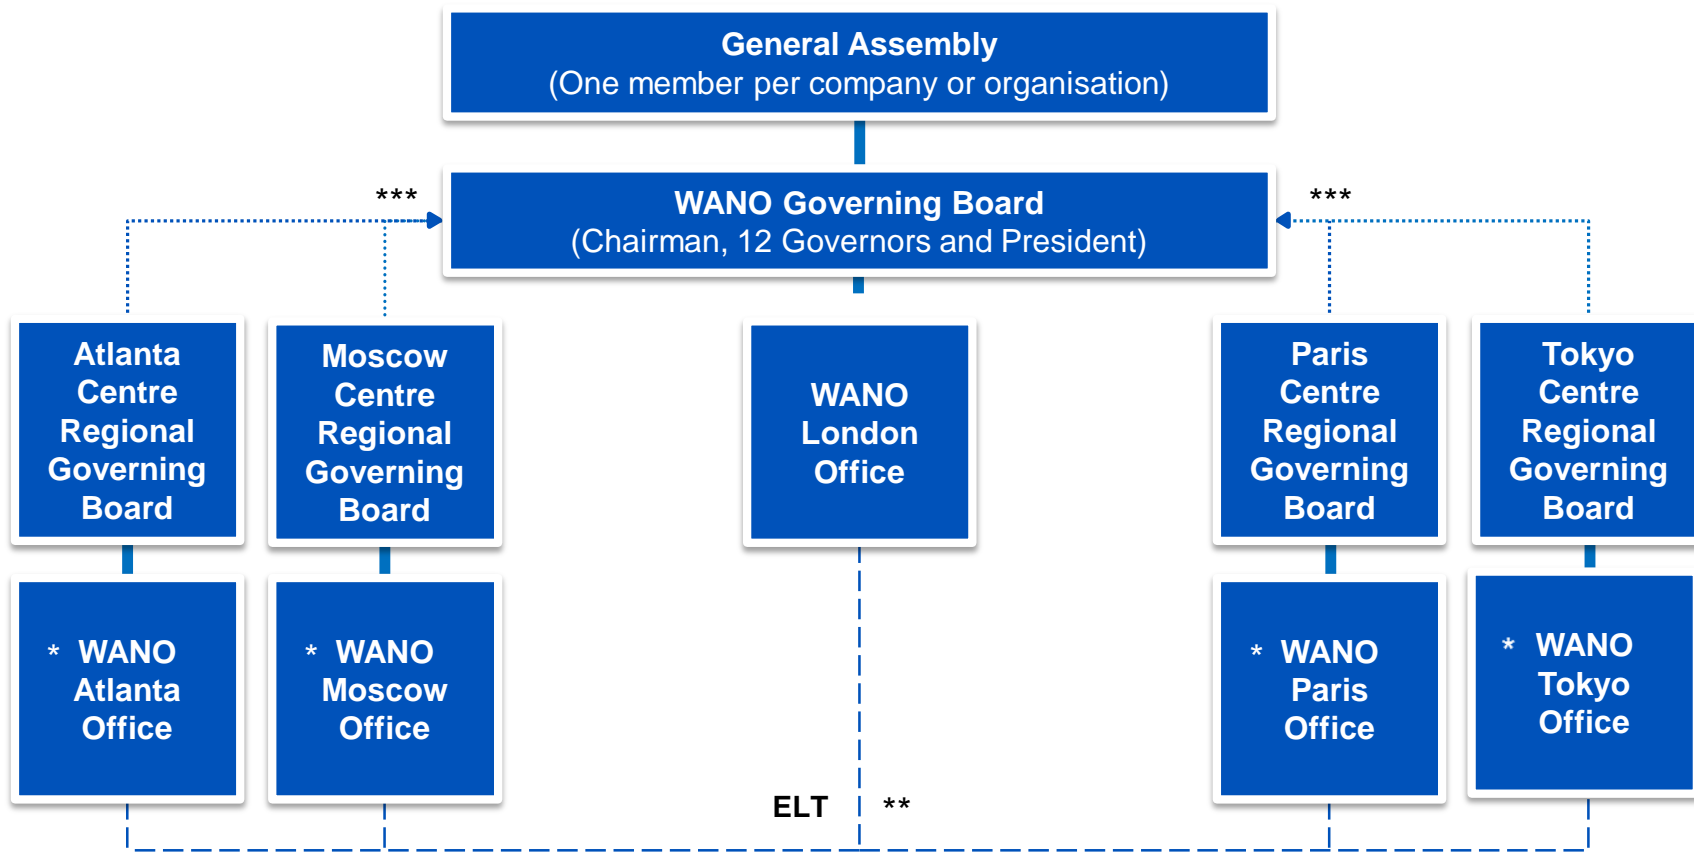 General Assembly
(One member per company or organisation)
***
WANO Governing Board
(Chairman, 12 Governors and President)
***
Atlanta
Centre
Regional
Governing
Board
Moscow
Centre
Regional
Governing
Board
WANO
London
Office
Paris
Centre
Regional
Governing
Board
Tokyo
Centre
Regional
Governing
Board
* WANO
Atlanta
Office
* WANO
Moscow
Office
* WANO
Paris
Office
* WANO
Tokyo
Office
ELT **